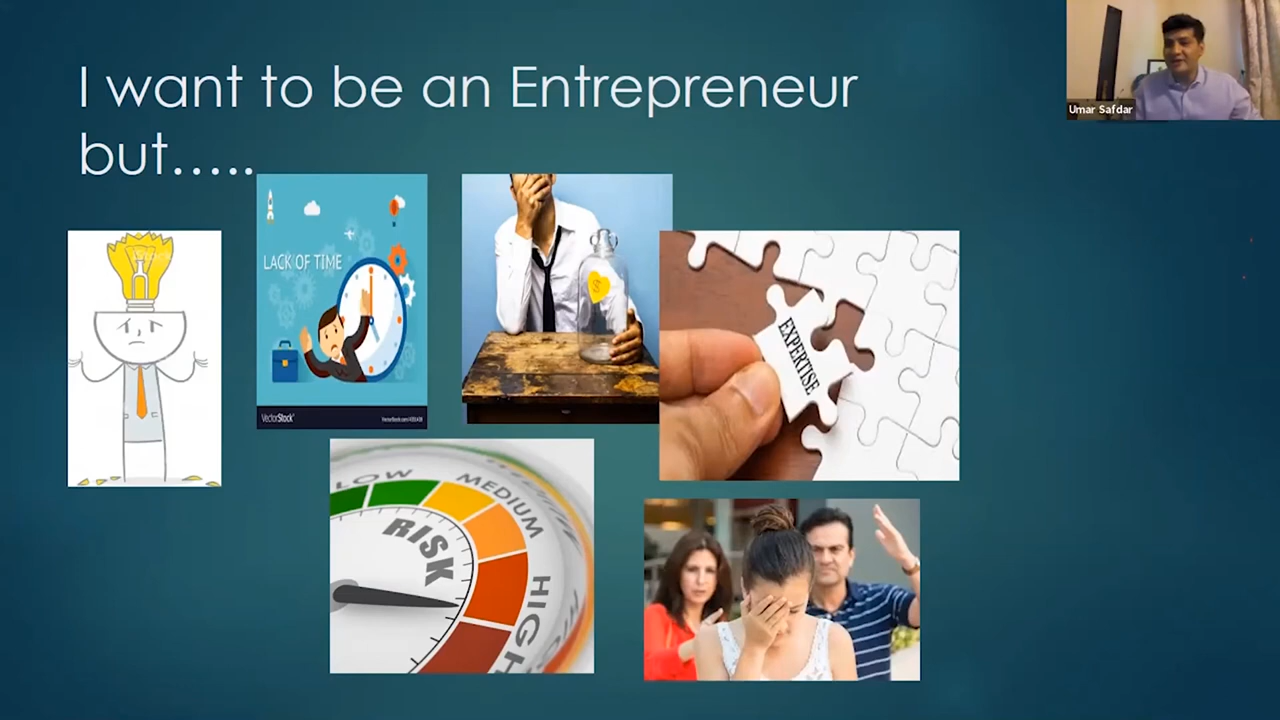 I want to be an Entrepreneur
but…..
Umar Safdar
LACK OF TIME
VectorStock
$
EXPERTISE
LOW
MEDIUM
HIGH
RISK